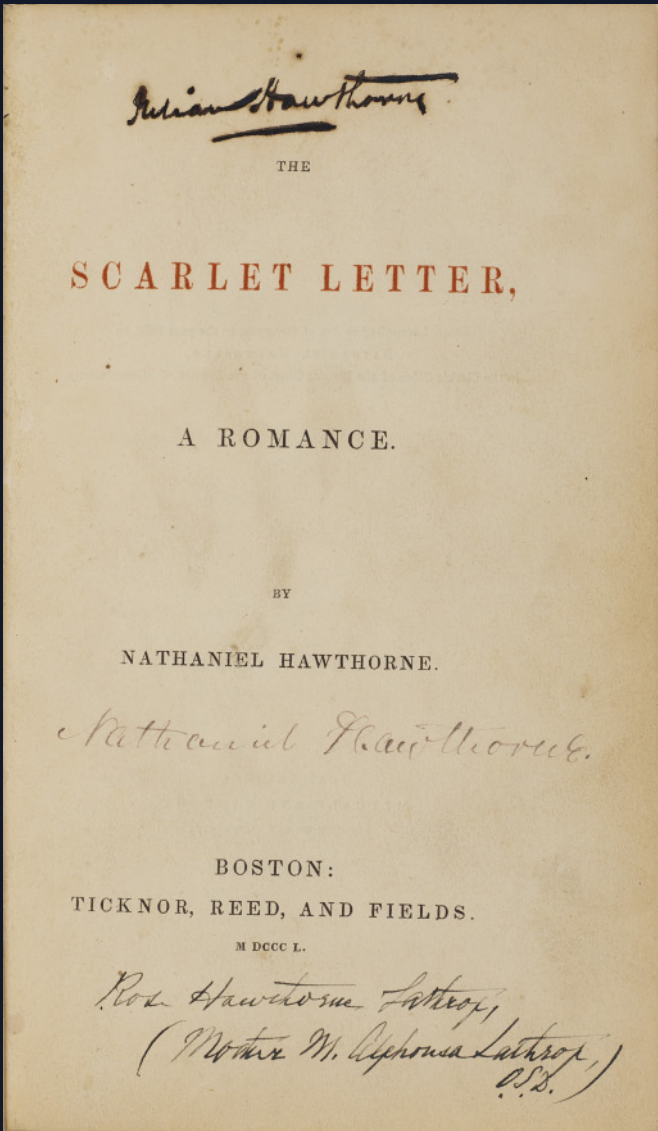 Julian Hawthorne
THE
SCARLET LETTER,
A ROMANCE.
BY
NATHANIEL HAWTHORNE.
Nathaniel Hawthorne.
BOSTON:
TICKNOR, REED, AND FIELDS.
M DCCC L.
Rose Hawthorne Lathrop,
(Mother M. Alphonsa Lathrop,
O.S.D.)